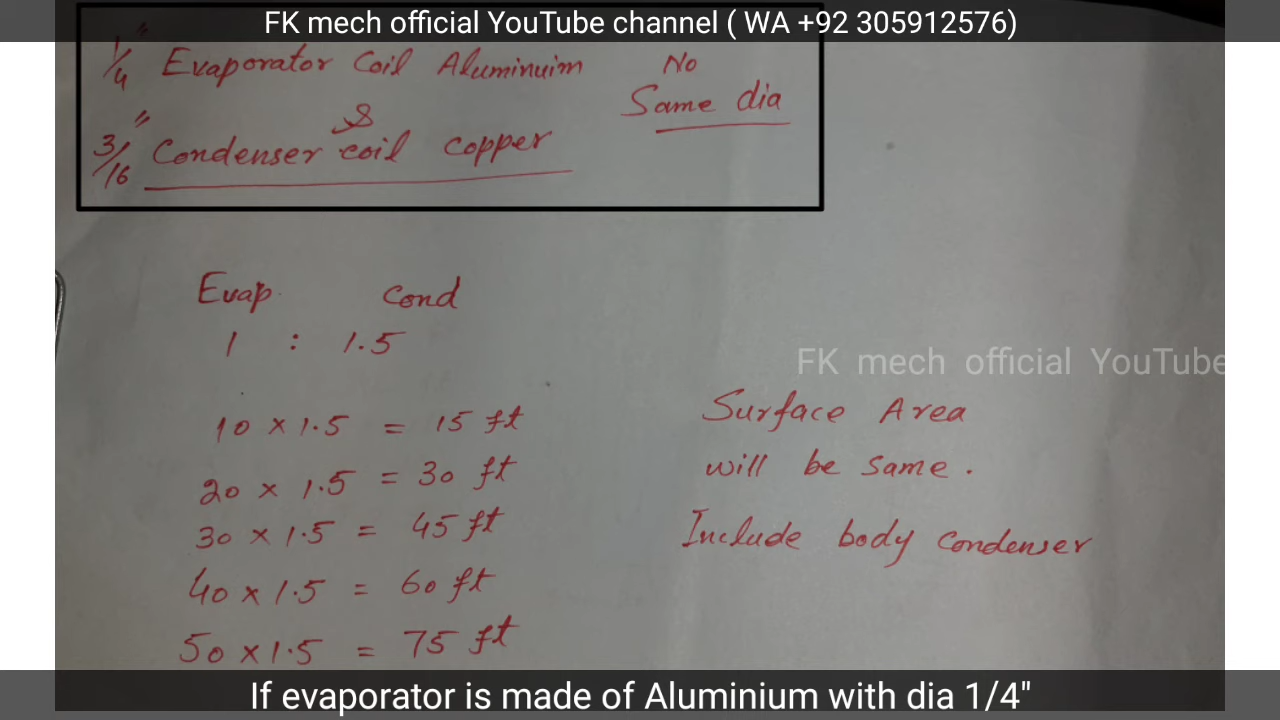 FK mech official YouTube channel ( WA +92 305912576)
1/4" Evaporator Coil Aluminuim
&
3/16" Condenser coil copper
No
Same dia
Evap. Cond
1 : 1.5
10 x 1.5 = 15 ft
20 x 1.5 = 30 ft
30 x 1.5 = 45 ft
40 x 1.5 = 60 ft
50 x 1.5 = 75 ft
FK mech official YouTube
Surface Area
will be same.
Include body condenser
If evaporator is made of Aluminium with dia 1/4"